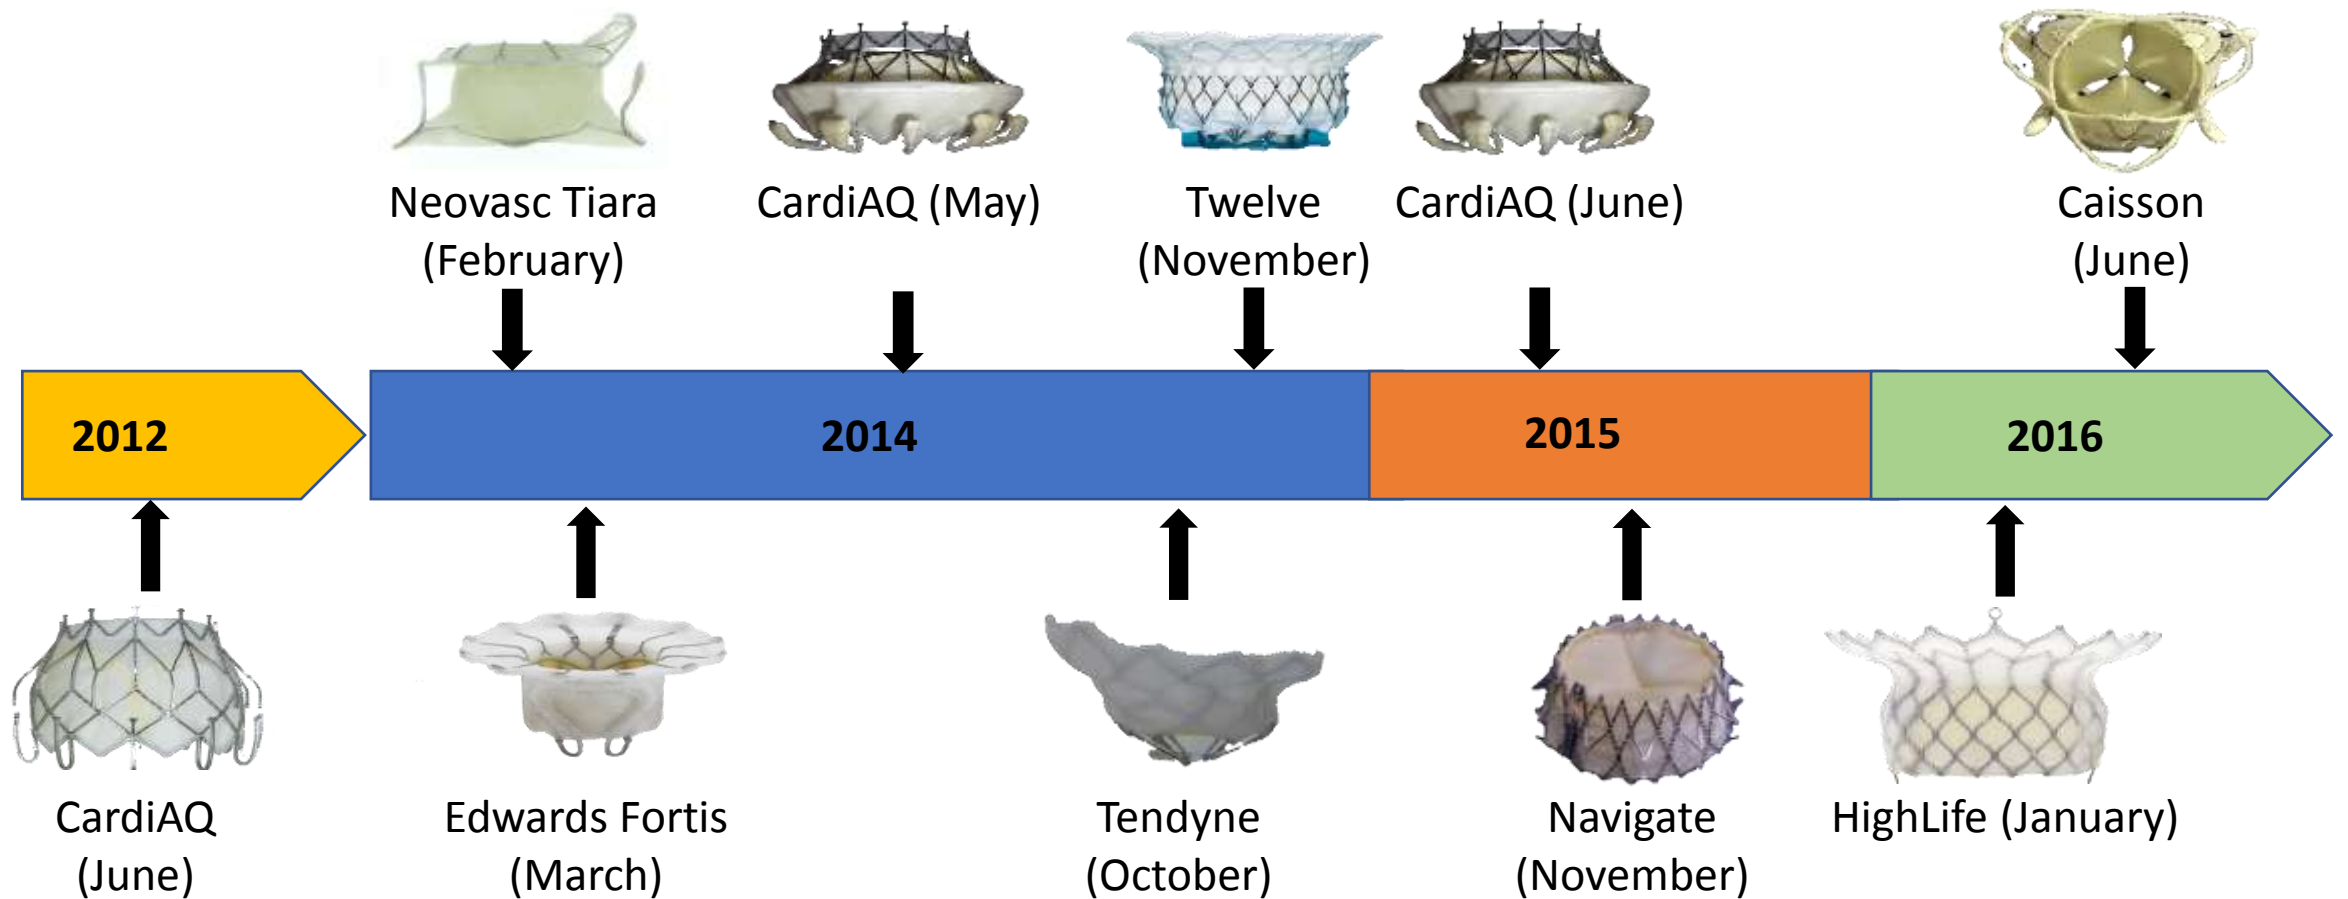 Neovasc Tiara
(February)
CardiAQ (May)
Twelve
(November)
CardiAQ (June)
Caisson
(June)
2012
2014
2015
2016
CardiAQ
(June)
Edwards Fortis
(March)
Tendyne
(October)
Navigate
(November)
HighLife (January)